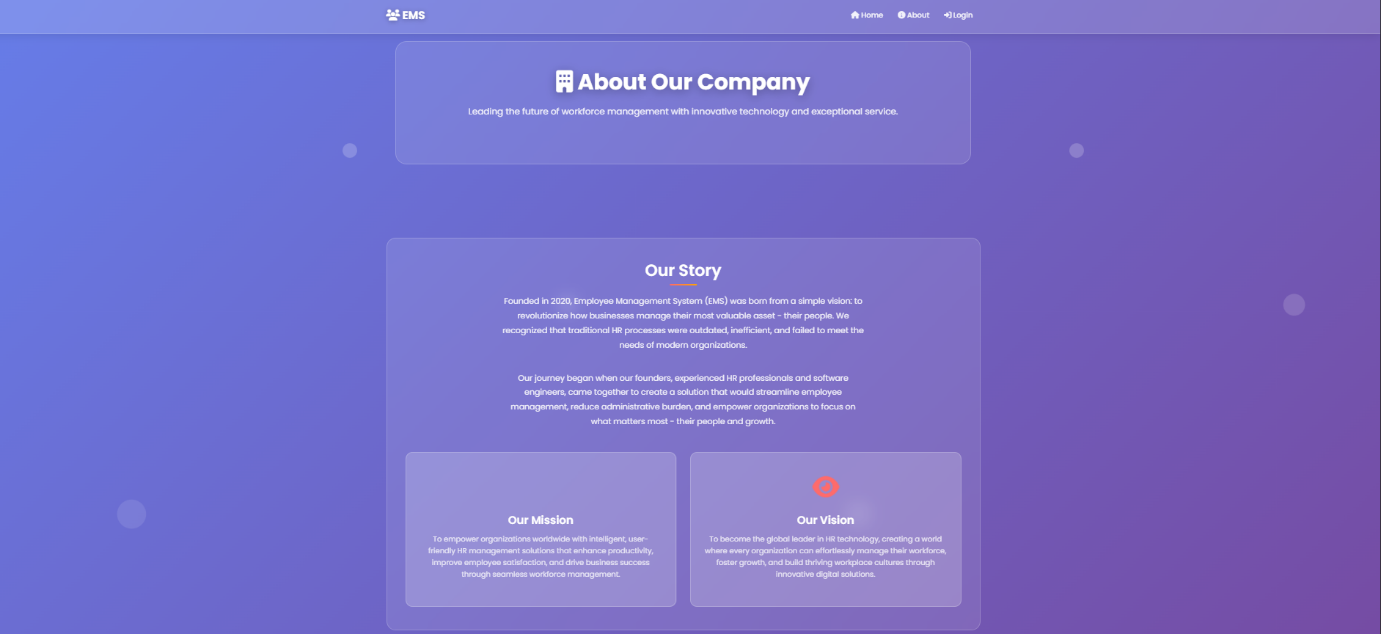 EMS
Home
About
Login
About Our Company
Leading the future of workforce management with innovative technology and exceptional service.
Our Story
Founded in 2020, Employee Management System (EMS) was born from a simple vision: to
revolutionize how businesses manage their most valuable asset - their people. We
recognized that traditional HR processes were outdated, inefficient, and failed to meet the
needs of modern organizations.
Our journey began when our founders, experienced HR professionals and software
engineers, came together to create a solution that would streamline employee
management, reduce administrative burden, and empower organizations to focus on
what matters most - their people and growth.
Our Mission
To empower organizations worldwide with intelligent, user-
friendly HR management solutions that enhance productivity,
improve employee satisfaction, and drive business success
through seamless workforce management.
Our Vision
To become the global leader in HR technology, creating a world
where every organization can effortlessly manage their workforce,
foster growth, and build thriving workplace cultures through
innovative digital solutions.